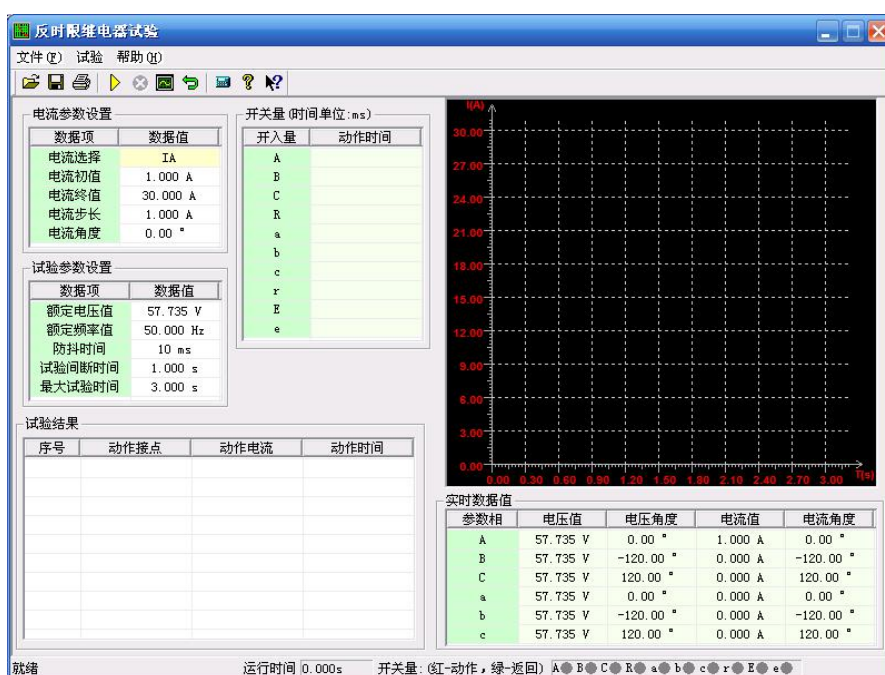 反时限继电器试验
文件(F) 试验 帮助(H)
电流参数设置
数据项 数据值
电流选择 IA
电流初值 1.000 A
电流终值 30.000 A
电流步长 1.000 A
电流角度 0.00 °
试验参数设置
数据项 数据值
额定电压值 57.735 V
额定频率值 50.000 Hz
防抖时间 10 ms
试验间断时间 1.000 s
最大试验时间 3.000 s
开关量(时间单位:ms)
开入量 动作时间
A
B
C
R
a
b
c
r
E
e
I(A)
30.00
27.00
24.00
21.00
18.00
15.00
12.00
9.00
6.00
3.00
0.00
0.00 0.30 0.60 0.90 1.20 1.50 1.80 2.10 2.40 2.70 3.00 T(s)
试验结果
序号 动作接点 动作电流 动作时间
实时数据值
参数相 电压值 电压角度 电流值 电流角度
A 57.735 V 0.00 ° 1.000 A 0.00 °
B 57.735 V -120.00 ° 0.000 A -120.00 °
C 57.735 V 120.00 ° 0.000 A 120.00 °
a 57.735 V 0.00 ° 0.000 A 0.00 °
b 57.735 V -120.00 ° 0.000 A -120.00 °
c 57.735 V 120.00 ° 0.000 A 120.00 °
就绪 运行时间 0.000s 开关量:(红-动作,绿-返回) A B C R a b c r E e